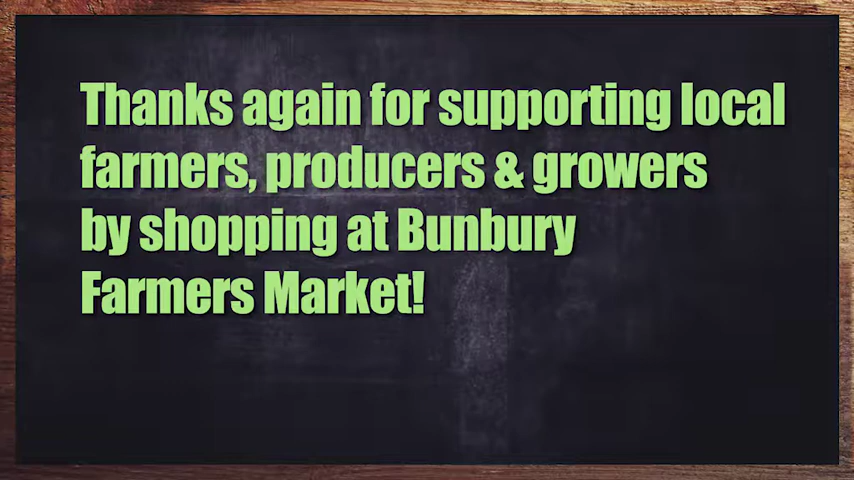 Thanks again for supporting local
farmers, producers & growers
by shopping at Bunbury
Farmers Market!